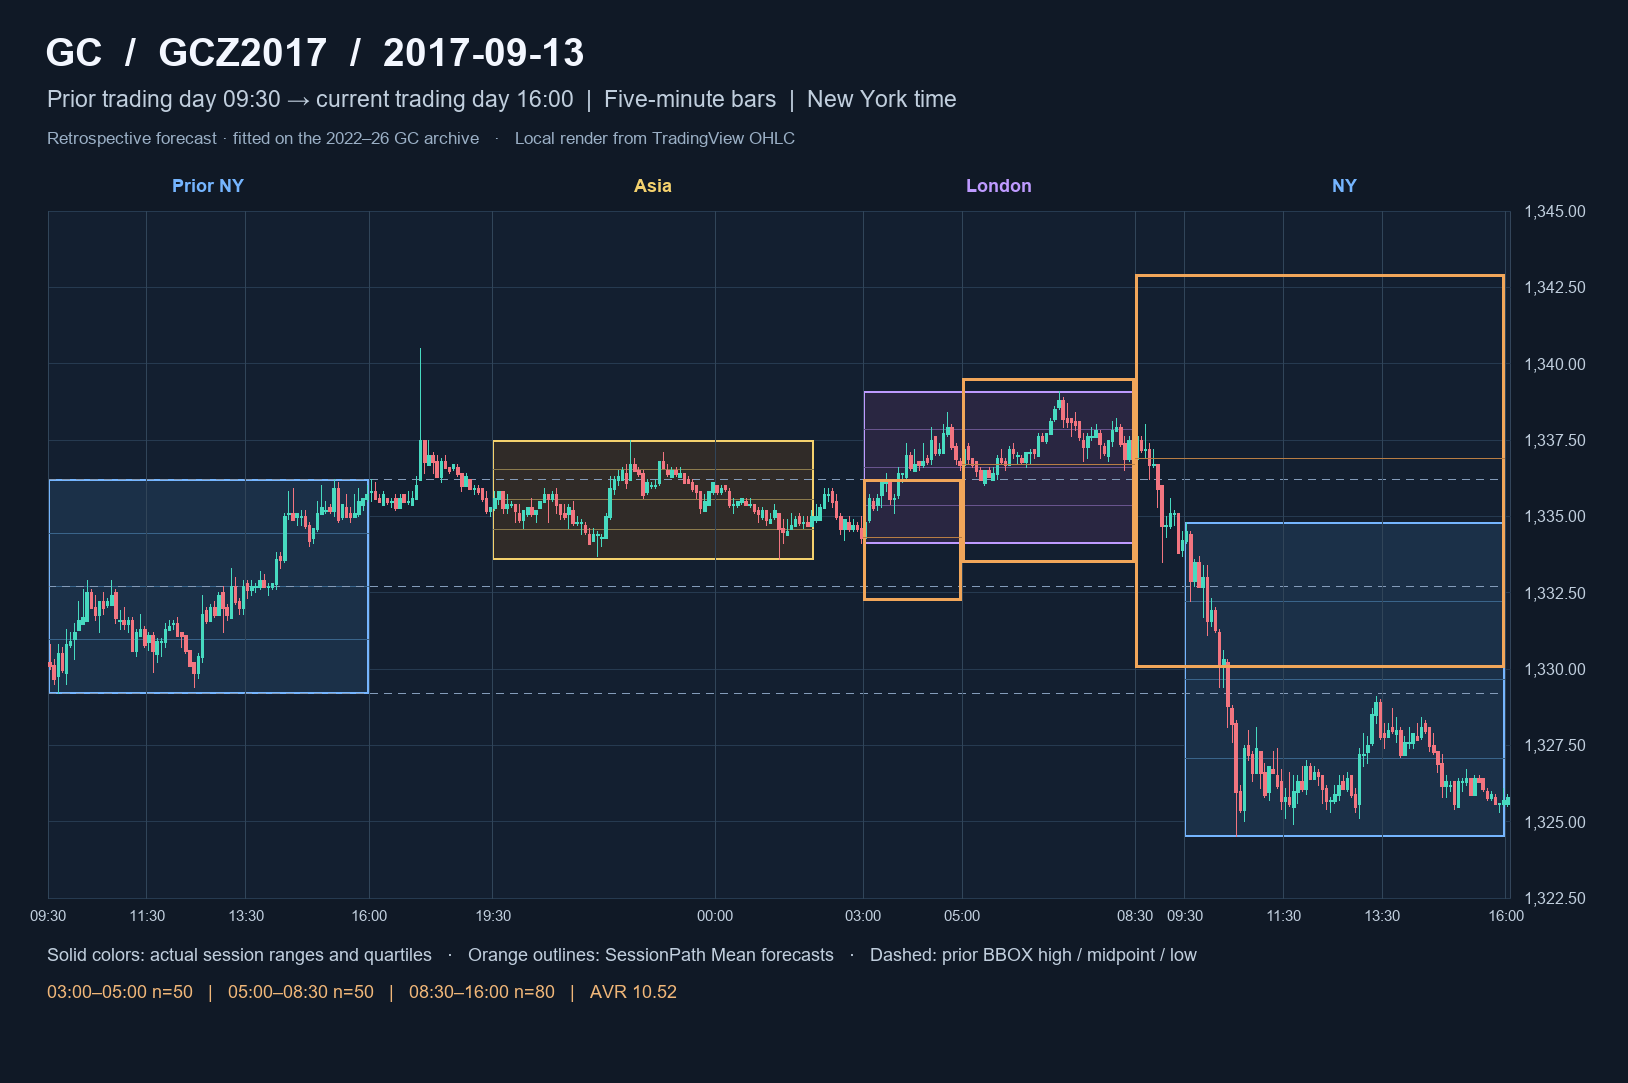 GC / GCZ2017 / 2017-09-13
Prior trading day 09:30 → current trading day 16:00 | Five-minute bars | New York time
Retrospective forecast · fitted on the 2022–26 GC archive · Local render from TradingView OHLC
Prior NY Asia London NY
1,345.00
1,342.50
1,340.00
1,337.50
1,335.00
1,332.50
1,330.00
1,327.50
1,325.00
1,322.50
09:30 11:30 13:30 16:00 19:30 00:00 03:00 05:00 08:30 09:30 11:30 13:30 16:00
Solid colors: actual session ranges and quartiles · Orange outlines: SessionPath Mean forecasts · Dashed: prior BBOX high / midpoint / low
03:00–05:00 n=50 | 05:00–08:30 n=50 | 08:30–16:00 n=80 | AVR 10.52